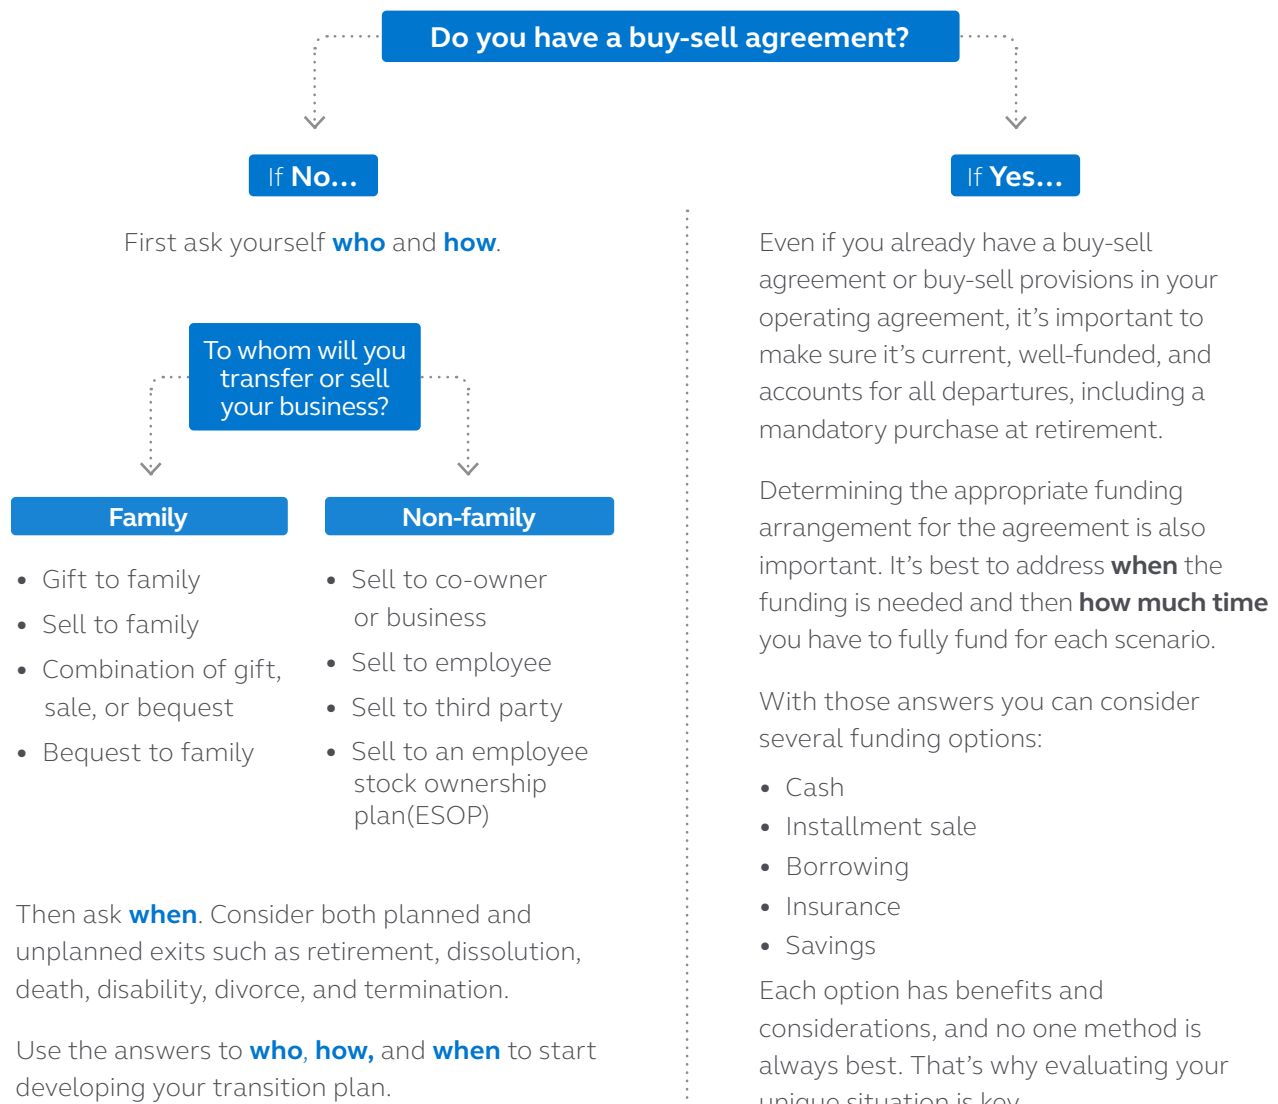 Do you have a buy-sell agreement?
If No...
First ask yourself who and how.
To whom will you
transfer or sell
your business?
Family
• Gift to family
• Sell to family
• Combination of gift,
sale, or bequest
• Bequest to family
Non-family
• Sell to co-owner
or business
• Sell to employee
• Sell to third party
• Sell to an employee
stock ownership
plan(ESOP)
Then ask when. Consider both planned and
unplanned exits such as retirement, dissolution,
death, disability, divorce, and termination.
Use the answers to who, how, and when to start
developing your transition plan.
If Yes...
Even if you already have a buy-sell
agreement or buy-sell provisions in your
operating agreement, it’s important to
make sure it’s current, well-funded, and
accounts for all departures, including a
mandatory purchase at retirement.
Determining the appropriate funding
arrangement for the agreement is also
important. It’s best to address when the
funding is needed and then how much time
you have to fully fund for each scenario.
With those answers you can consider
several funding options:
• Cash
• Installment sale
• Borrowing
• Insurance
• Savings
Each option has benefits and
considerations, and no one method is
always best. That’s why evaluating your
unique situation is key.